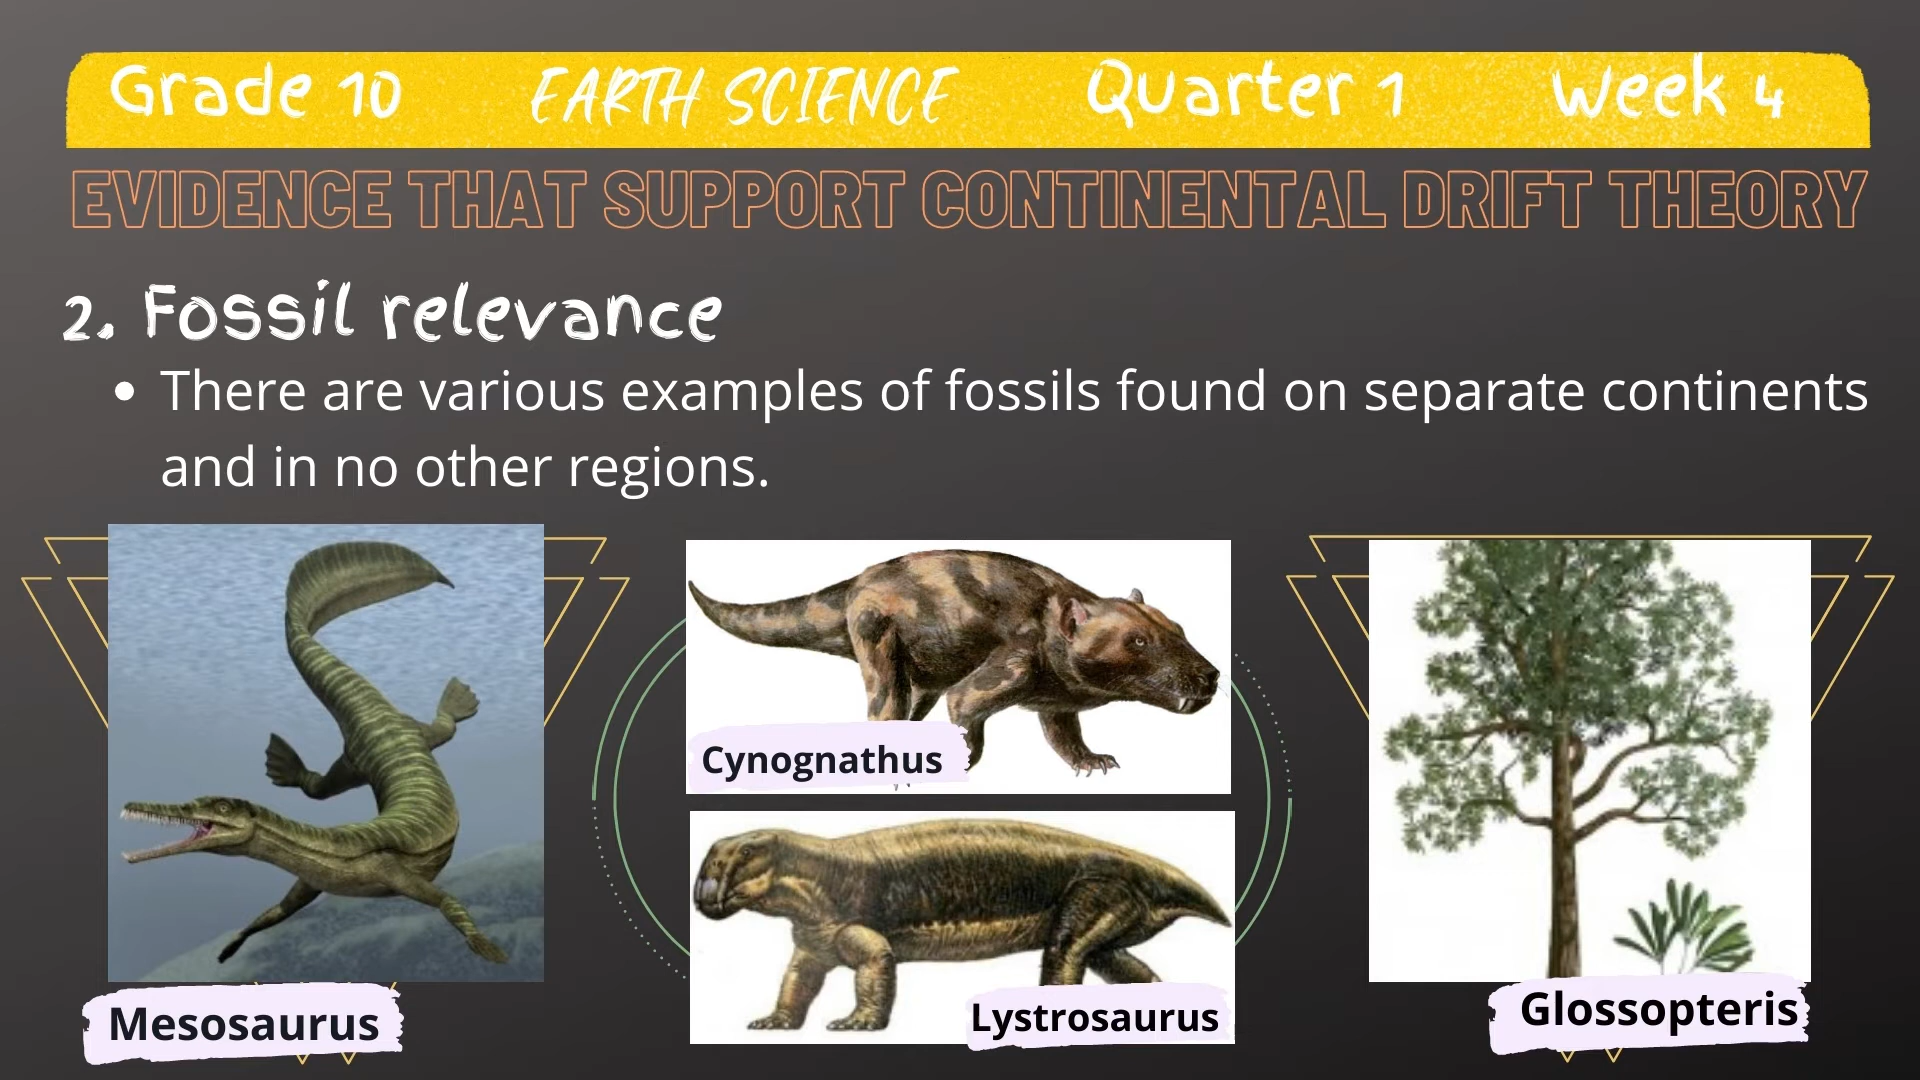 Grade 10 EARTH SCIENCE Quarter 1 Week 4
EVIDENCE THAT SUPPORT CONTINENTAL DRIFT THEORY
2. Fossil relevance
• There are various examples of fossils found on separate continents
and in no other regions.
Cynognathus
Mesosaurus
Lystrosaurus
Glossopteris